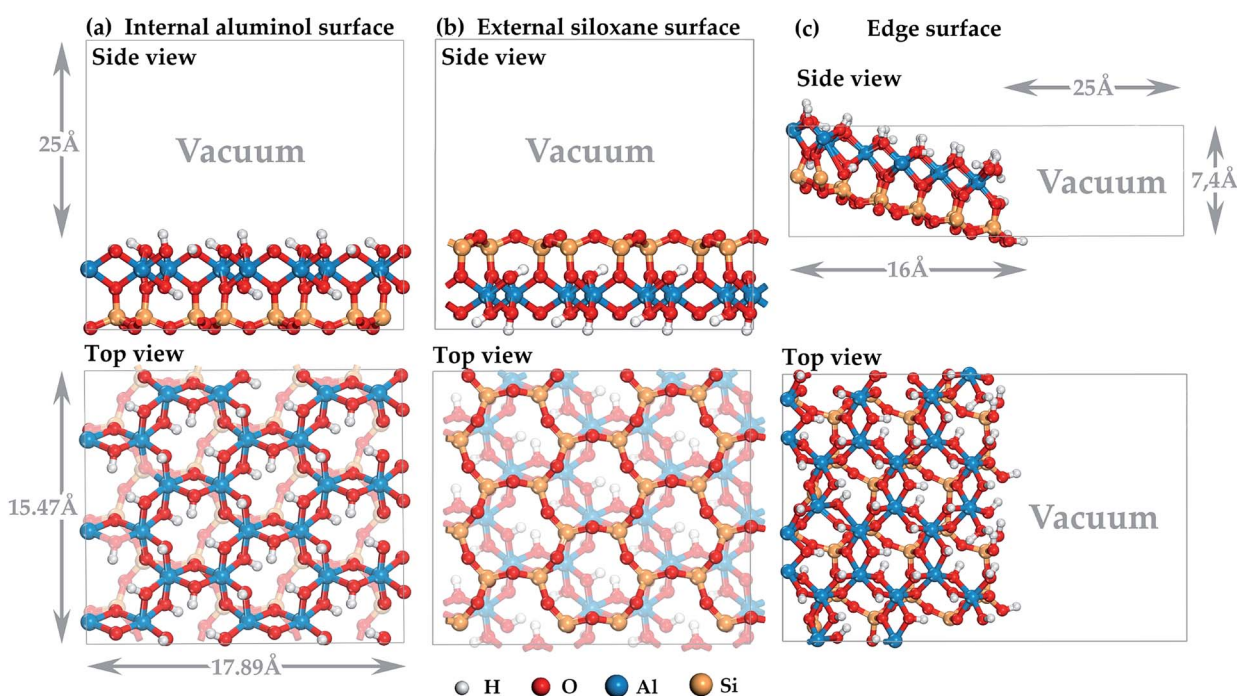 (a) Internal aluminol surface
Side view
25Å
Vacuum
Top view
15.47Å
17.89Å
(b) External siloxane surface
Side view
Vacuum
Top view
(c) Edge surface
Side view
25Å
Vacuum
7,4Å
16Å
Top view
Vacuum
H O Al Si